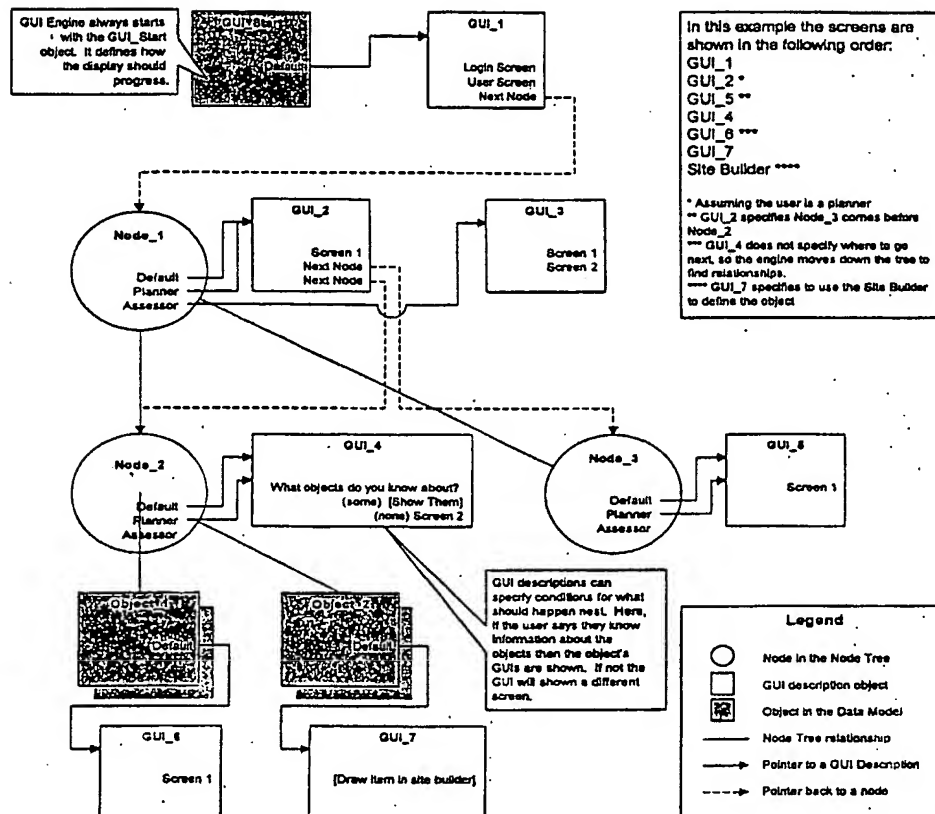 GUI Engine always starts
with the GUI_Start
object. It defines how
the display should
progress.
GUI_Start
Default
GUI_1
Login Screen
User Screen
Next Node
In this example the screens are
shown in the following order:
GUI_1
GUI_2 *
GUI_5 **
GUI_4
GUI_6 ***
GUI_7
Site Builder ****
* Assuming the user is a planner
** GUI_2 specifies Node_3 comes before
Node_2
*** GUI_4 does not specify where to go
next, so the engine moves down the tree to
find relationships.
**** GUI_7 specifies to use the Site Builder
to define the object
Node_1
Default
Planner
Assessor
GUI_2
Screen 1
Next Node
Next Node
GUI_3
Screen 1
Screen 2
Node_2
Default
Planner
Assessor
GUI_4
What objects do you know about?
(some) [Show Them]
(none) Screen 2
Node_3
Default
Planner
Assessor
GUI_5
Screen 1
Object_1
Default
Object_2
Default
GUI descriptions can
specify conditions for what
should happen next. Here,
if the user says they know
information about the
objects than the object's
GUIs are shown. If not the
GUI will shown a different
screen.
GUI_6
Screen 1
GUI_7
[Draw item in site builder]
Legend
Node in the Node Tree
GUI description object
Object in the Data Model
Node Tree relationship
Pointer to a GUI Description
Pointer back to a node